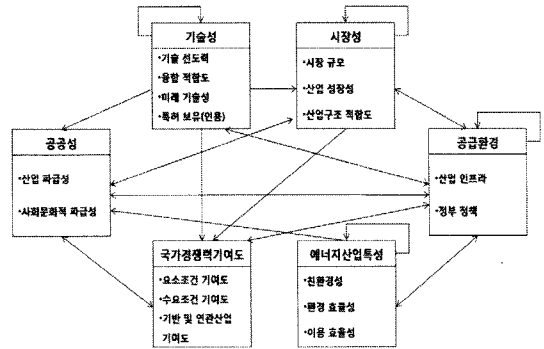 기술성
•기술 선도력
•융합 적합도
•미래 기술성
•특허 보유(인용)
시장성
•시장 규모
•산업 성장성
•산업구조 적합도
공공성
•산업 파급성
•사회문화적 파급성
공급환경
•산업 인프라
•정부 정책
국가경쟁력기여도
•요소조건 기여도
•수요조건 기여도
•기반 및 연관산업
기여도
에너지산업특성
•친환경성
•환경 효율성
•이용 효율성